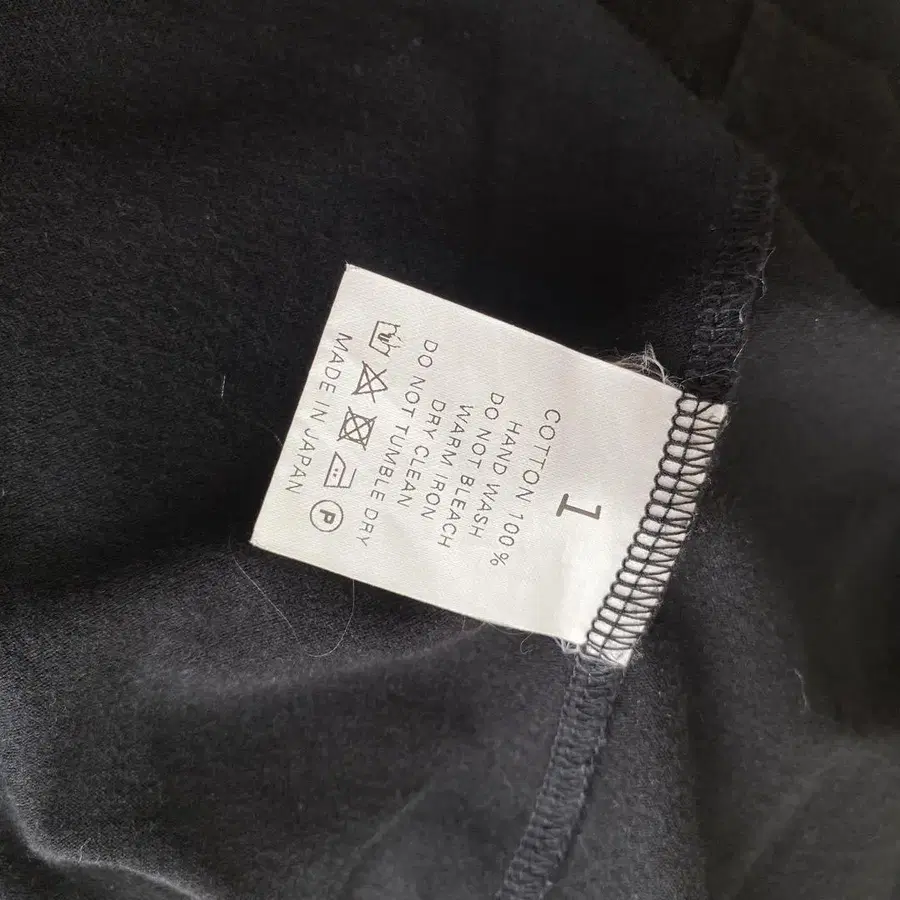 1
COTTON 100%
HAND WASH
DO NOT BLEACH
WARM IRON
DRY CLEAN
DO NOT TUMBLE DRY
P
MADE IN JAPAN